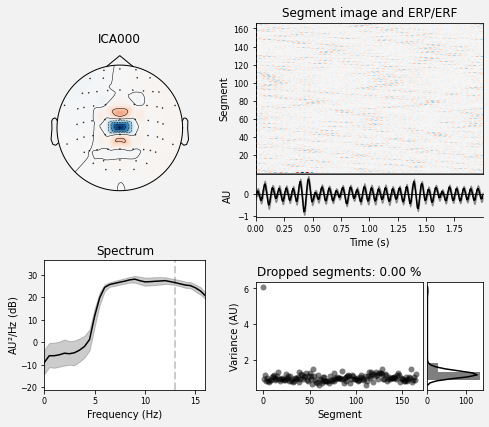 ICA000
Segment image and ERP/ERF
Segment
160
140
120
100
80
60
40
20
AU
0
−1
0.00 0.25 0.50 0.75 1.00 1.25 1.50 1.75
Time (s)
Spectrum
AU²/Hz (dB)
30
20
10
0
−10
−20
0 5 10 15
Frequency (Hz)
Dropped segments: 0.00 %
Variance (AU)
6
4
2
0 50 100 150
Segment
0 100